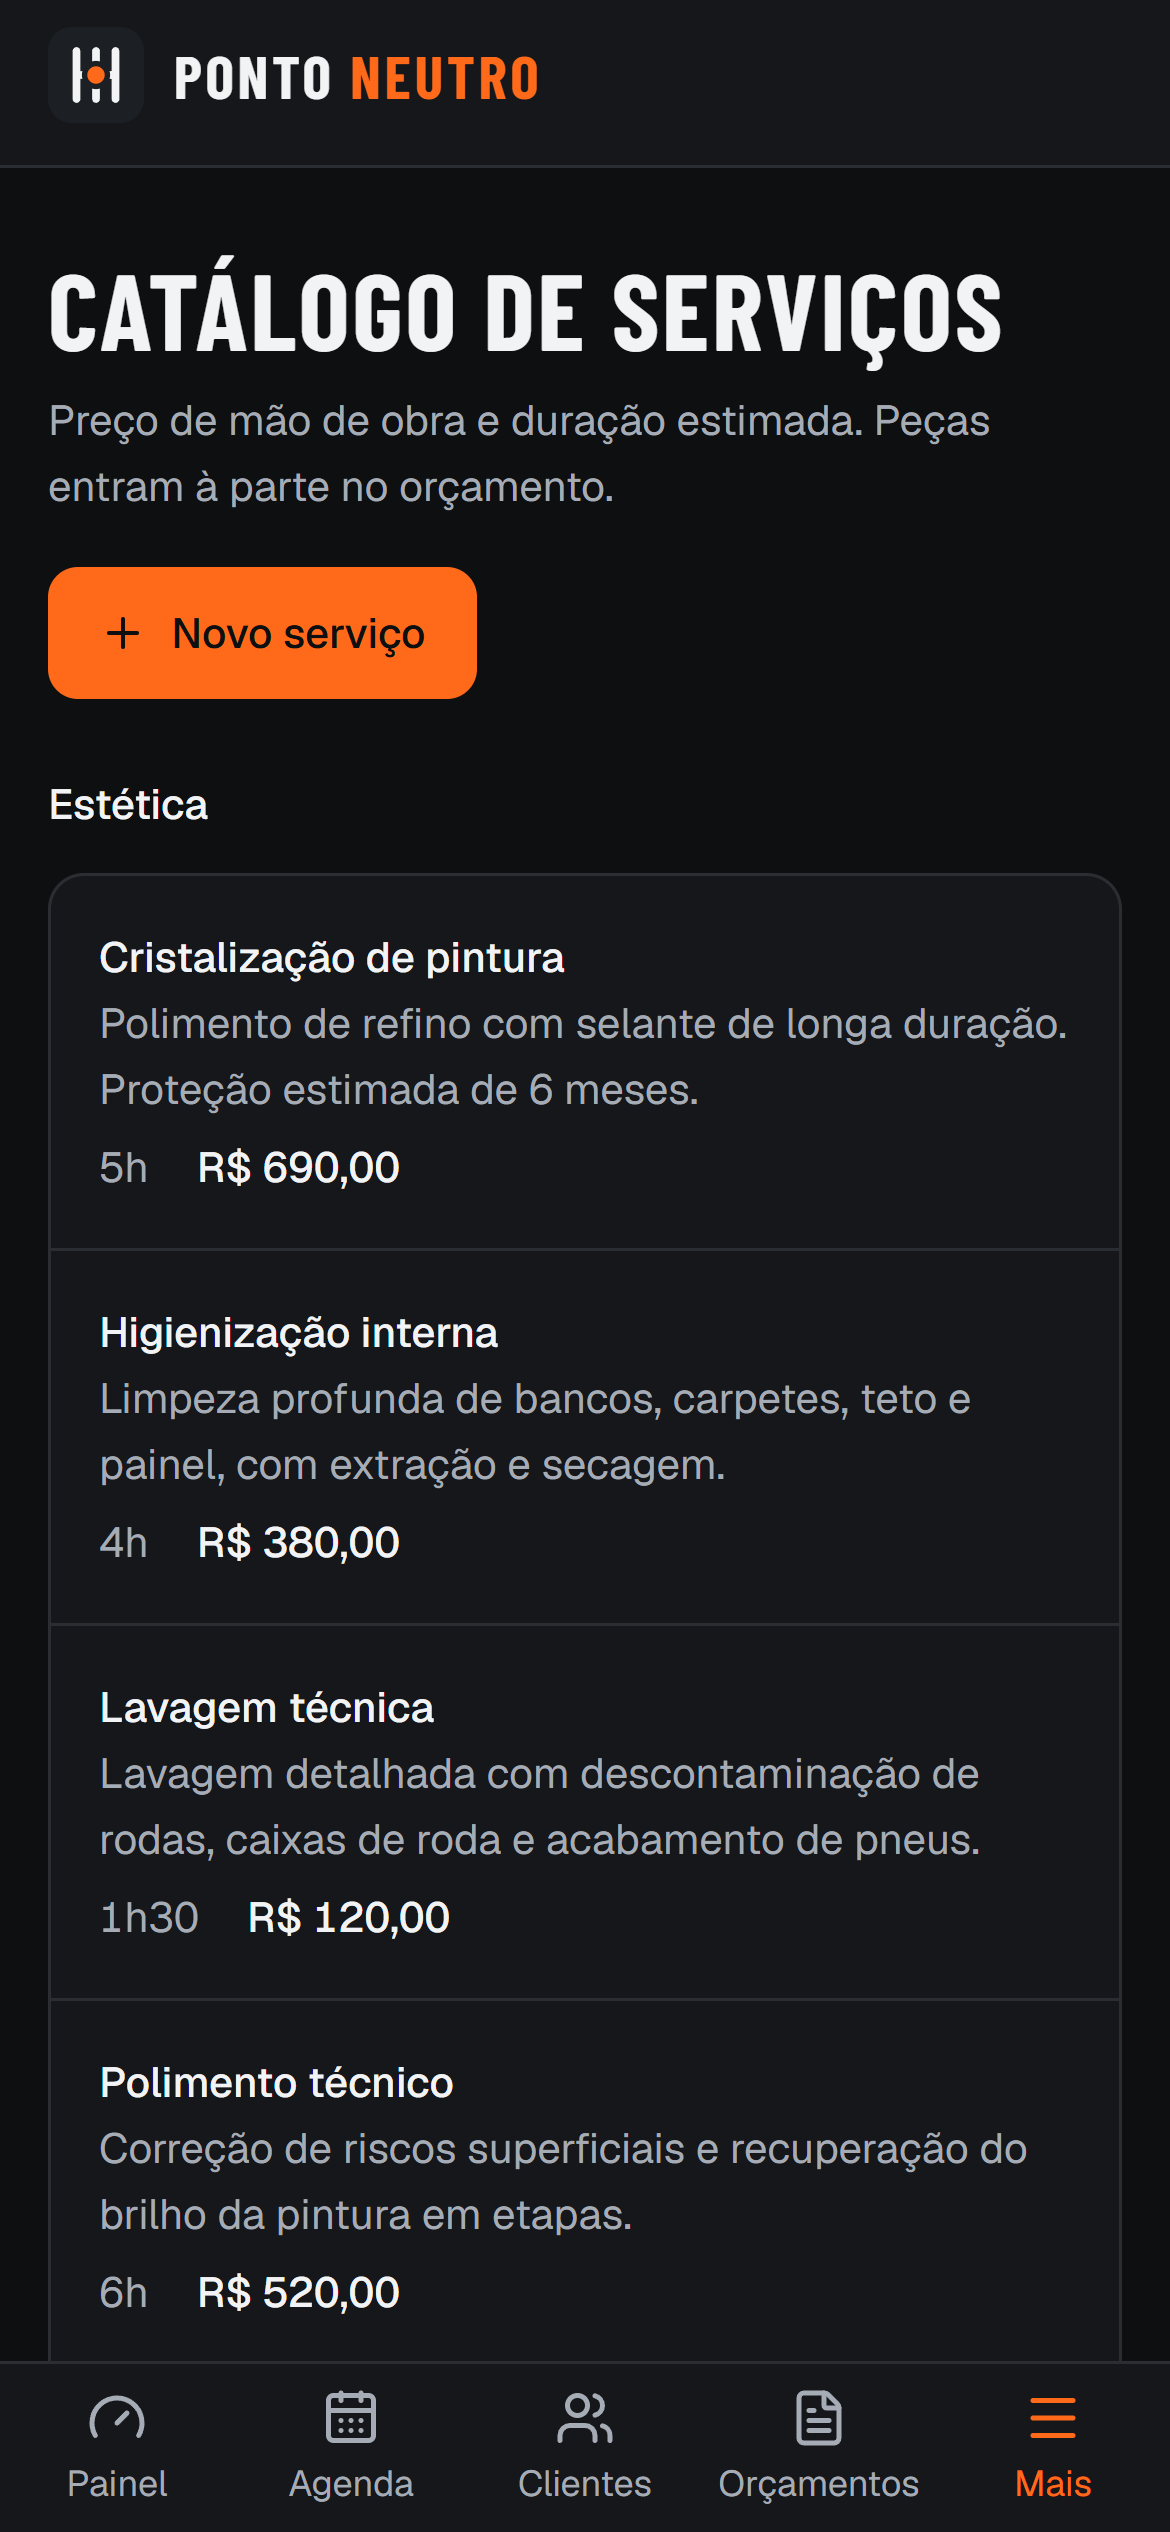 PONTO NEUTRO
CATÁLOGO DE SERVIÇOS
Preço de mão de obra e duração estimada. Peças
entram à parte no orçamento.
+ Novo serviço
Estética
Cristalização de pintura
Polimento de refino com selante de longa duração.
Proteção estimada de 6 meses.
5h R$ 690,00
Higienização interna
Limpeza profunda de bancos, carpetes, teto e
painel, com extração e secagem.
4h R$ 380,00
Lavagem técnica
Lavagem detalhada com descontaminação de
rodas, caixas de roda e acabamento de pneus.
1h30 R$ 120,00
Polimento técnico
Correção de riscos superficiais e recuperação do
brilho da pintura em etapas.
6h R$ 520,00
Painel Agenda Clientes Orçamentos Mais